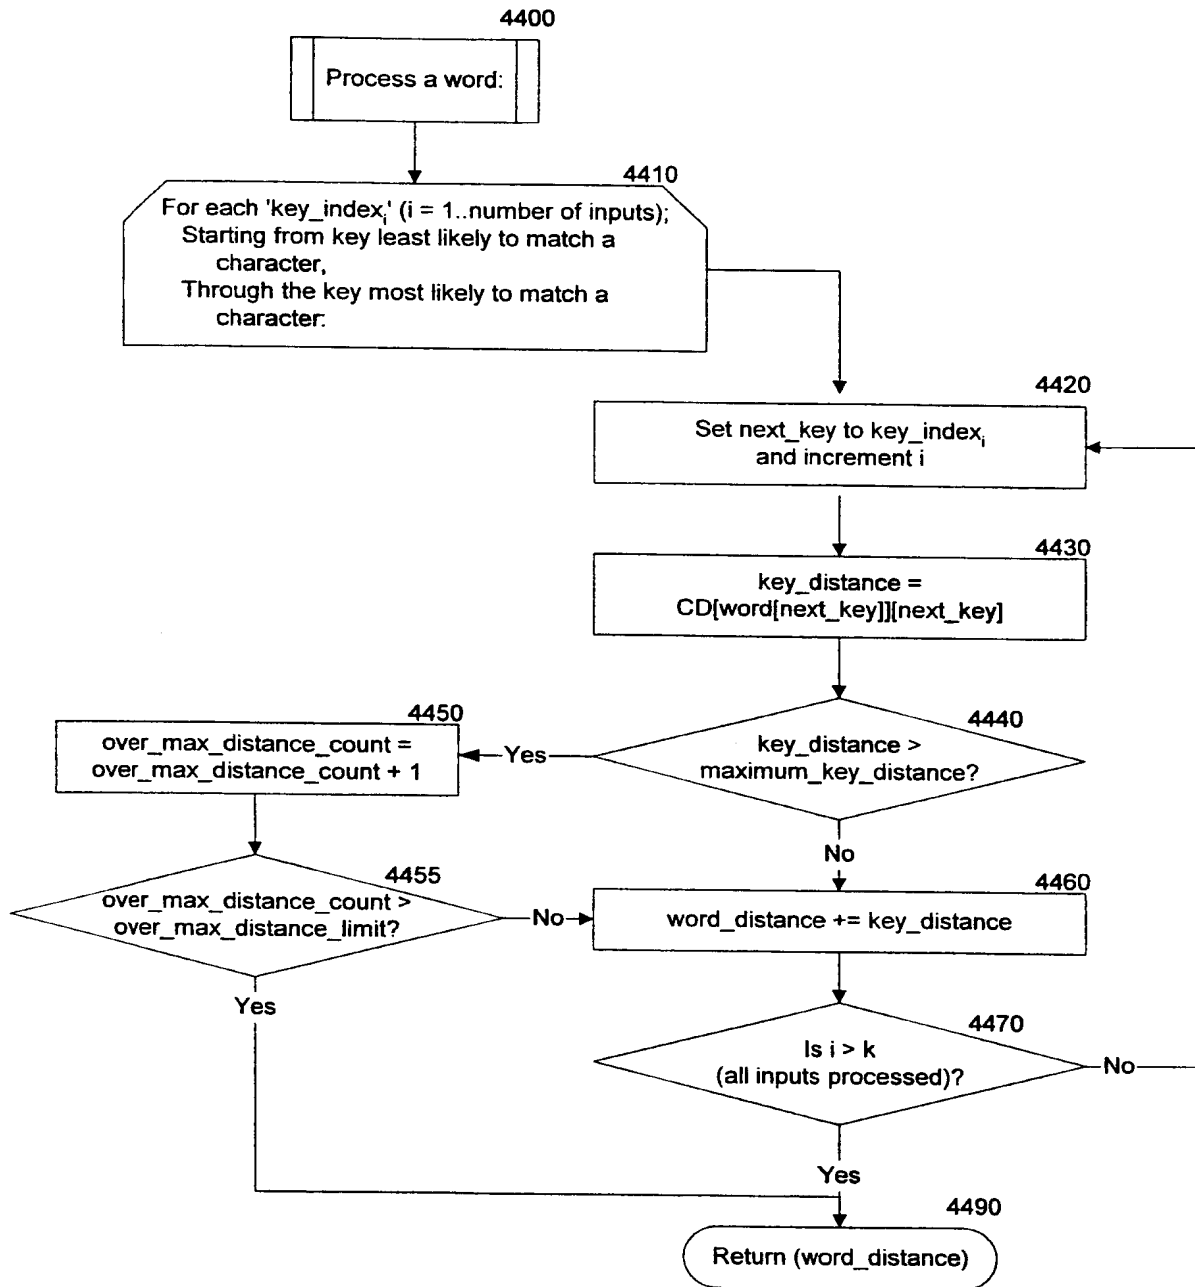 4400
Process a word:
4410
For each 'key_index_i' (i = 1..number of inputs);
Starting from key least likely to match a
character,
Through the key most likely to match a
character:
4420
Set next_key to key_index_i
and increment i
4430
key_distance =
CD[word[next_key]][next_key]
4440
key_distance >
maximum_key_distance?
Yes
4450
over_max_distance_count =
over_max_distance_count + 1
No
4455
over_max_distance_count >
over_max_distance_limit?
No
4460
word_distance += key_distance
Yes
4470
Is i > k
(all inputs processed)?
No
Yes
4490
Return (word_distance)